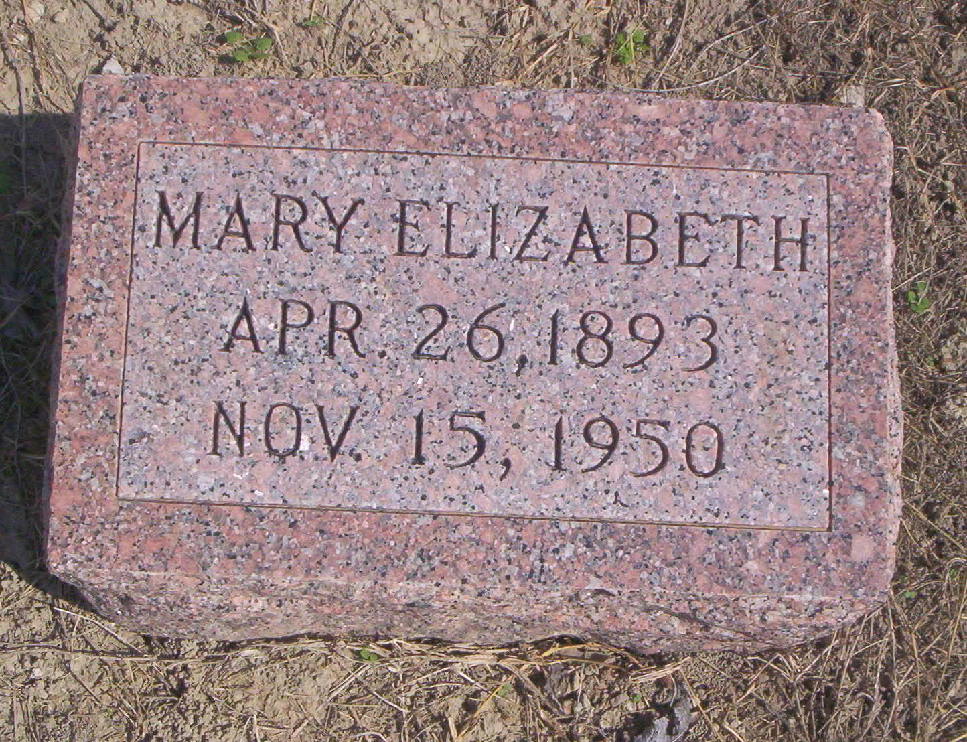 MARY ELIZABETH
APR. 26, 1893
NOV. 15, 1950